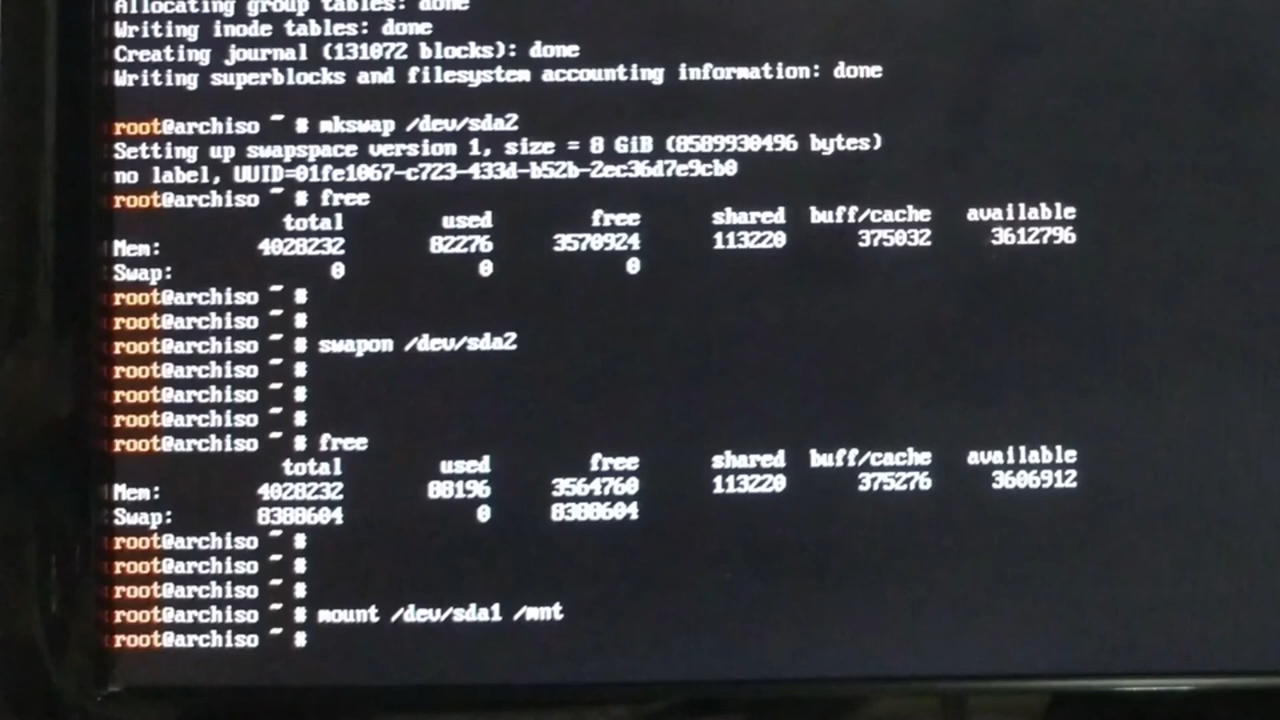 Allocating group tables: done
Writing inode tables: done
Creating journal (131072 blocks): done
Writing superblocks and filesystem accounting information: done
root@archiso ~ # mkswap /dev/sda2
Setting up swapspace version 1, size = 8 GiB (8589930496 bytes)
no label, UUID=01fe1067-c723-433d-b52b-2ec36d7e9cb0
root@archiso ~ # free
total used free shared buff/cache available
Mem: 4028232 82276 3570924 113220 375032 3612796
Swap: 0 0 0
root@archiso ~ #
root@archiso ~ #
root@archiso ~ # swapon /dev/sda2
root@archiso ~ #
root@archiso ~ #
root@archiso ~ #
root@archiso ~ # free
total used free shared buff/cache available
Mem: 4028232 88196 3564760 113220 375276 3606912
Swap: 8388604 0 8388604
root@archiso ~ #
root@archiso ~ #
root@archiso ~ #
root@archiso ~ # mount /dev/sda1 /mnt
root@archiso ~ #